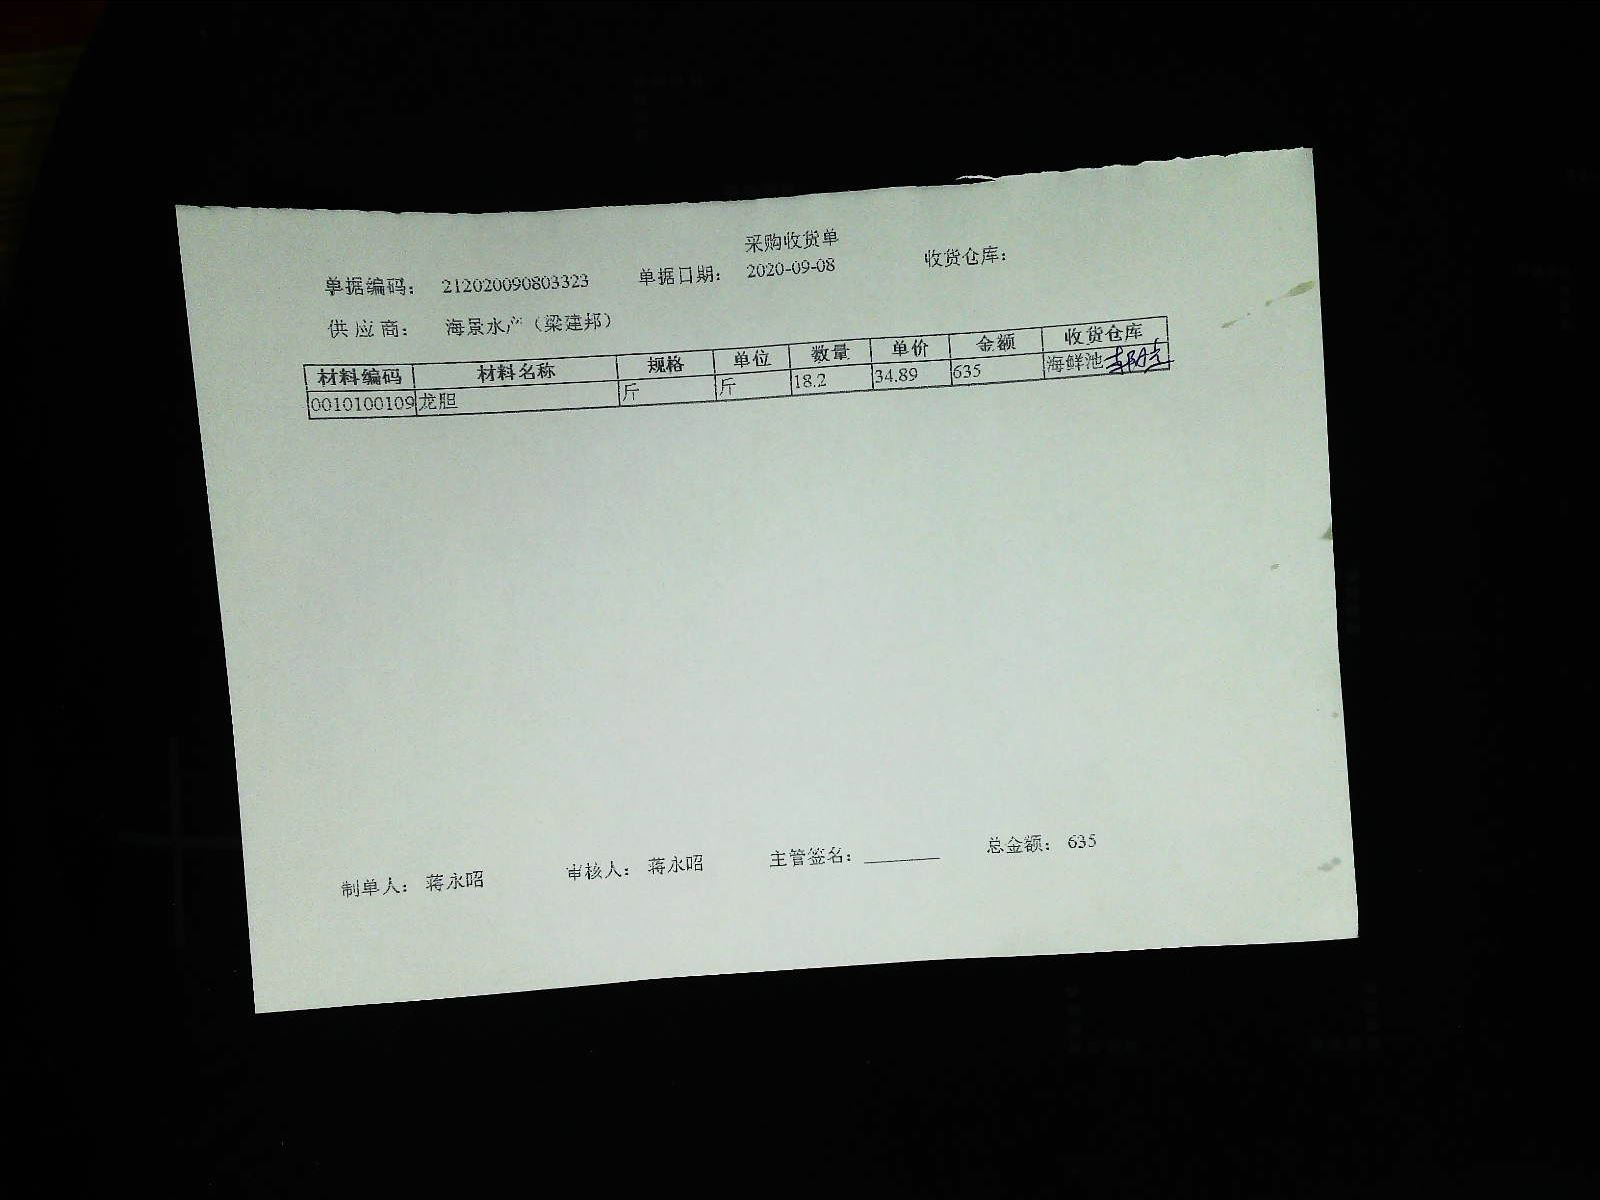 采购收货单
单据编码： 212020090803323 单据日期： 2020-09-08 收货仓库：
供 应 商： 海景水产（梁建邦）
材料编码 材料名称 规格 单位 数量 单价 金额 收货仓库
0010100109 龙胆 斤 斤 18.2 34.89 635 海鲜池
制单人： 蒋永昭 审核人： 蒋永昭 主管签名： 总金额： 635